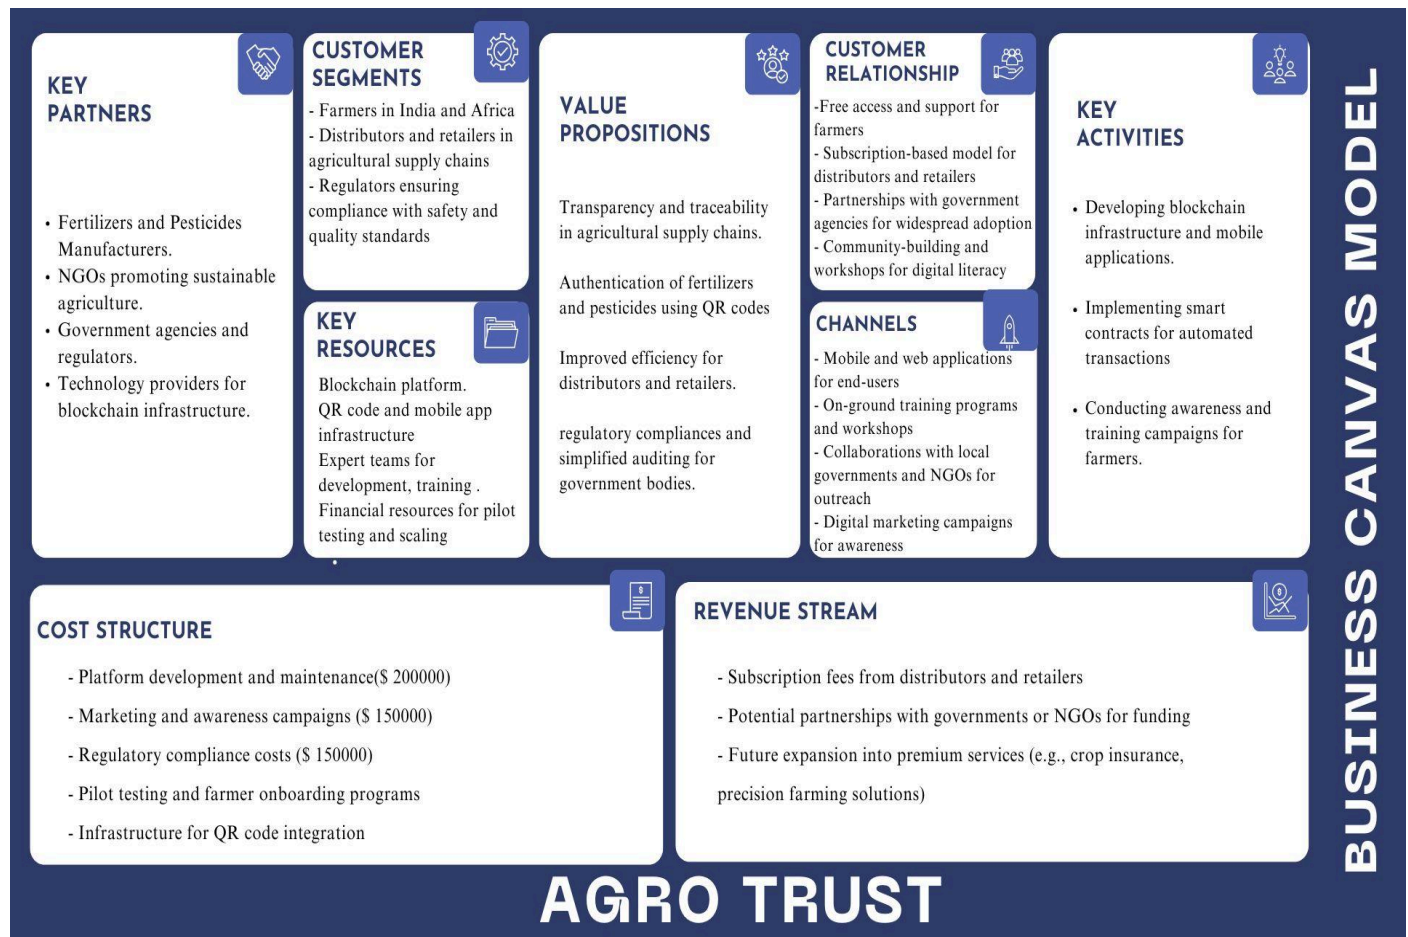 KEY
PARTNERS
• Fertilizers and Pesticides
Manufacturers.
• NGOs promoting sustainable
agriculture.
• Government agencies and
regulators.
• Technology providers for
blockchain infrastructure.
CUSTOMER
SEGMENTS
- Farmers in India and Africa
- Distributors and retailers in
agricultural supply chains
- Regulators ensuring
compliance with safety and
quality standards
KEY
RESOURCES
Blockchain platform.
QR code and mobile app
infrastructure
Expert teams for
development, training .
Financial resources for pilot
testing and scaling
VALUE
PROPOSITIONS
Transparency and traceability
in agricultural supply chains.
Authentication of fertilizers
and pesticides using QR codes
Improved efficiency for
distributors and retailers.
regulatory compliances and
simplified auditing for
government bodies.
CUSTOMER
RELATIONSHIP
-Free access and support for
farmers
- Subscription-based model for
distributors and retailers
- Partnerships with government
agencies for widespread adoption
- Community-building and
workshops for digital literacy
CHANNELS
- Mobile and web applications
for end-users
- On-ground training programs
and workshops
- Collaborations with local
governments and NGOs for
outreach
- Digital marketing campaigns
for awareness
KEY
ACTIVITIES
• Developing blockchain
infrastructure and mobile
applications.
• Implementing smart
contracts for automated
transactions
• Conducting awareness and
training campaigns for
farmers.
COST STRUCTURE
- Platform development and maintenance($ 200000)
- Marketing and awareness campaigns ($ 150000)
- Regulatory compliance costs ($ 150000)
- Pilot testing and farmer onboarding programs
- Infrastructure for QR code integration
REVENUE STREAM
- Subscription fees from distributors and retailers
- Potential partnerships with governments or NGOs for funding
- Future expansion into premium services (e.g., crop insurance,
precision farming solutions)
BUSINESS CANVAS MODEL
AGRO TRUST